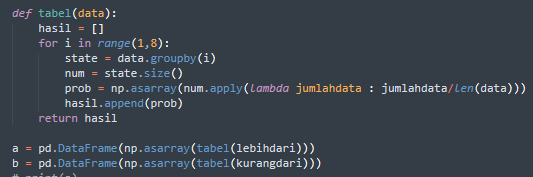 def tabel(data):
    hasil = []
    for i in range(1,8):
        state = data.groupby(i)
        num = state.size()
        prob = np.asarray(num.apply(lambda jumlahdata : jumlahdata/len(data)))
        hasil.append(prob)
    return hasil
a = pd.DataFrame(np.asarray(tabel(lebihdari)))
b = pd.DataFrame(np.asarray(tabel(kurangdari)))